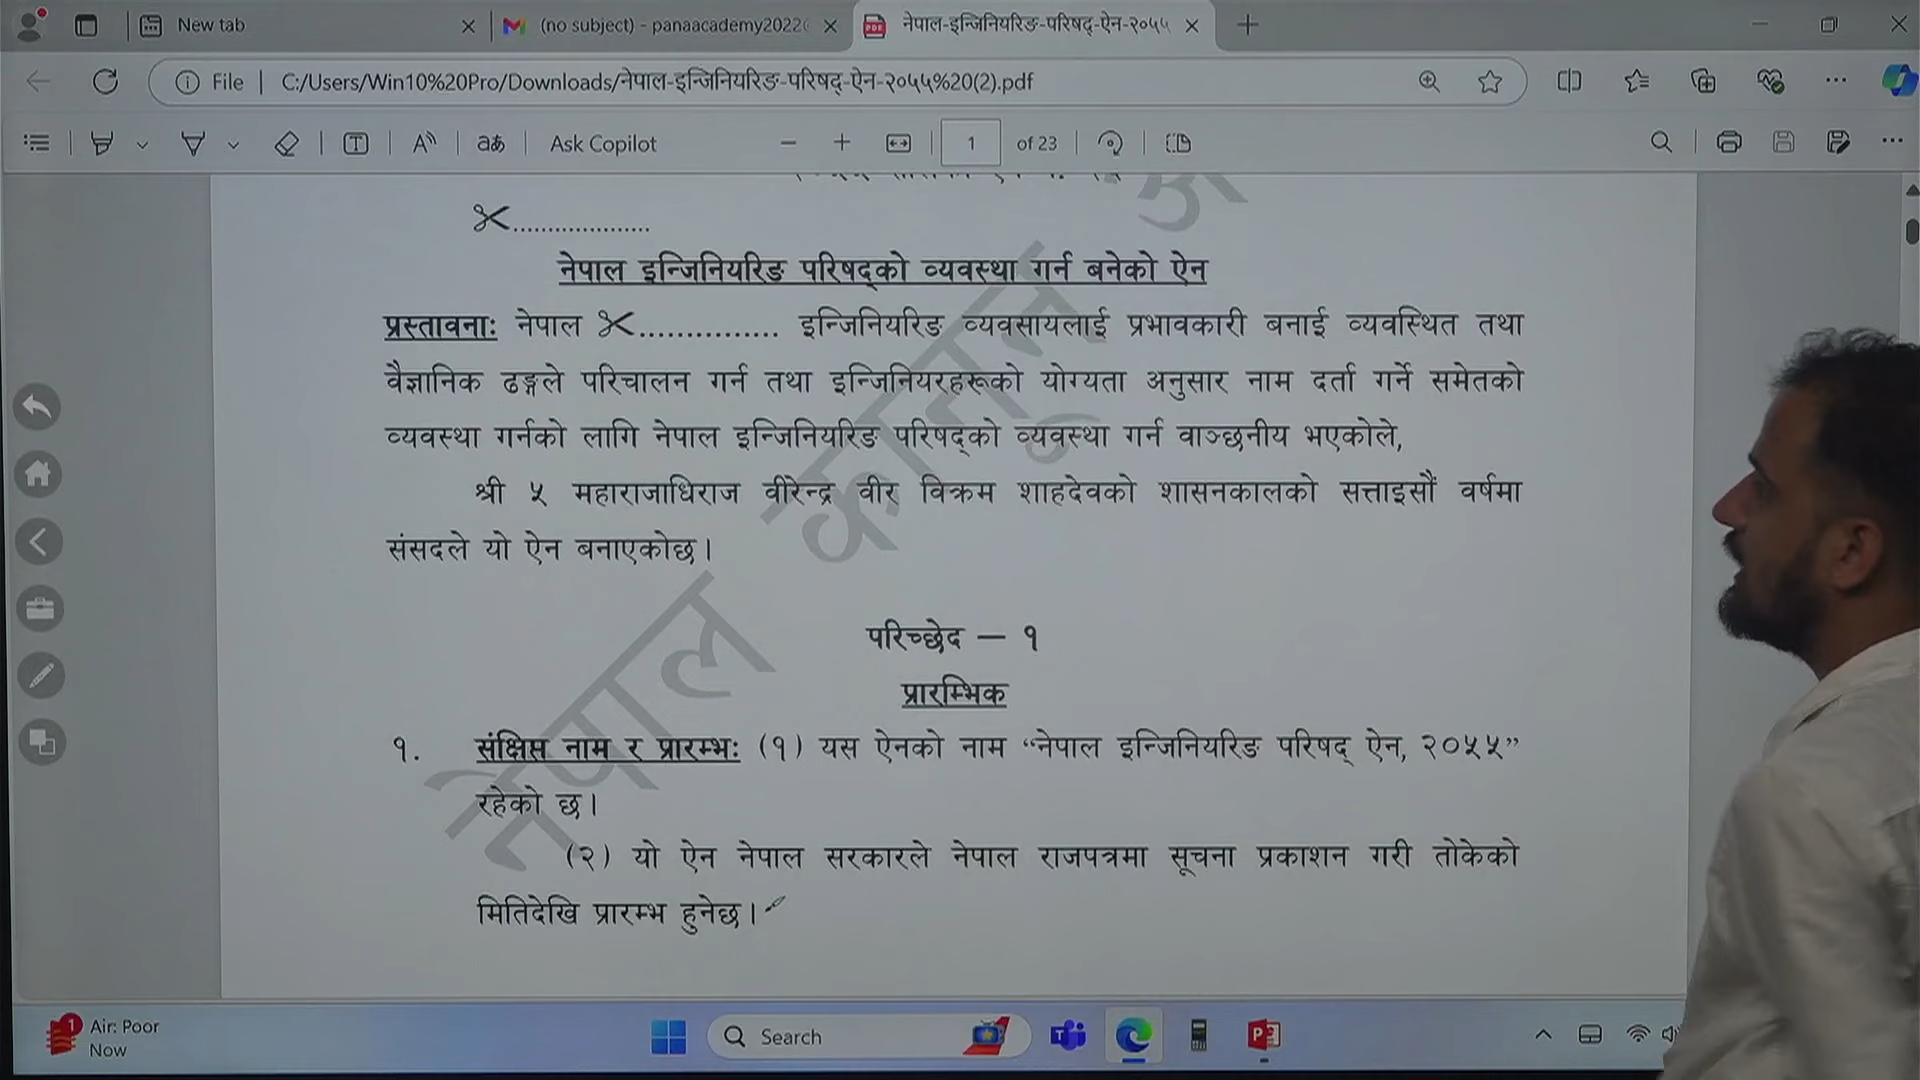 New tab
(no subject) - panaacademy2022
नेपाल-इन्जिनियरिङ-परिषद्-ऐन-२०५५
File
C:/Users/Win10%20Pro/Downloads/नेपाल-इन्जिनियरिङ-परिषद्-ऐन-२०५५%20(2).pdf
Ask Copilot
1 of 23
....................
नेपाल इन्जिनियरिङ परिषद्को व्यवस्था गर्न बनेको ऐन
प्रस्तावनाः नेपाल ............... इन्जिनियरिङ व्यवसायलाई प्रभावकारी बनाई व्यवस्थित तथा
वैज्ञानिक ढङ्गले परिचालन गर्न तथा इन्जिनियरहरूको योग्यता अनुसार नाम दर्ता गर्ने समेतको
व्यवस्था गर्नको लागि नेपाल इन्जिनियरिङ परिषद्को व्यवस्था गर्न वाञ्छनीय भएकोले,
श्री ५ महाराजाधिराज वीरेन्द्र वीर विक्रम शाहदेवको शासनकालको सत्ताइसौं वर्षमा
संसदले यो ऐन बनाएकोछ।
परिच्छेद — १
प्रारम्भिक
१. संक्षिप्त नाम र प्रारम्भः (१) यस ऐनको नाम “नेपाल इन्जिनियरिङ परिषद् ऐन, २०५५”
रहेको छ।
(२) यो ऐन नेपाल सरकारले नेपाल राजपत्रमा सूचना प्रकाशन गरी तोकेको
मितिदेखि प्रारम्भ हुनेछ।
नेपाल कानून
1
Air: Poor
Now
Search